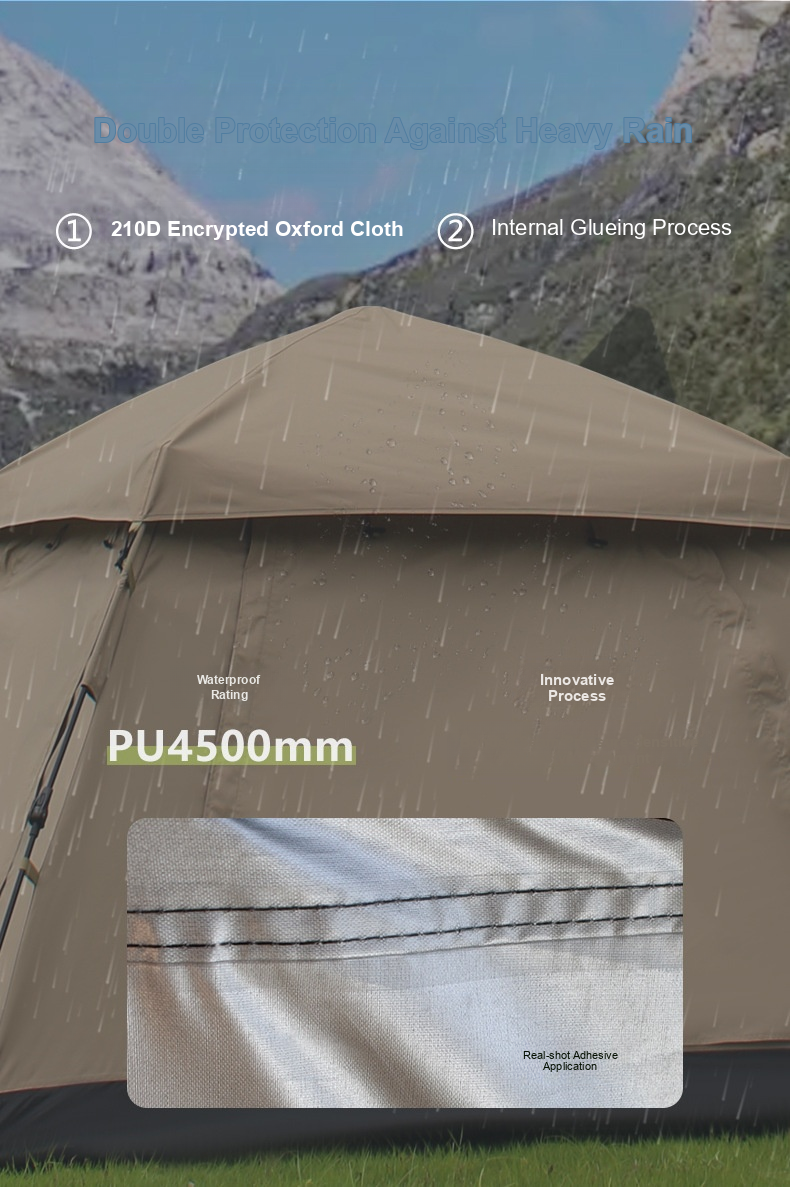 Double Protection Against Heavy Rain
① 210D Encrypted Oxford Cloth ② Internal Glueing Process
Waterproof
Rating
Innovative
Process
PU4500mm
Real-shot Adhesive
Application